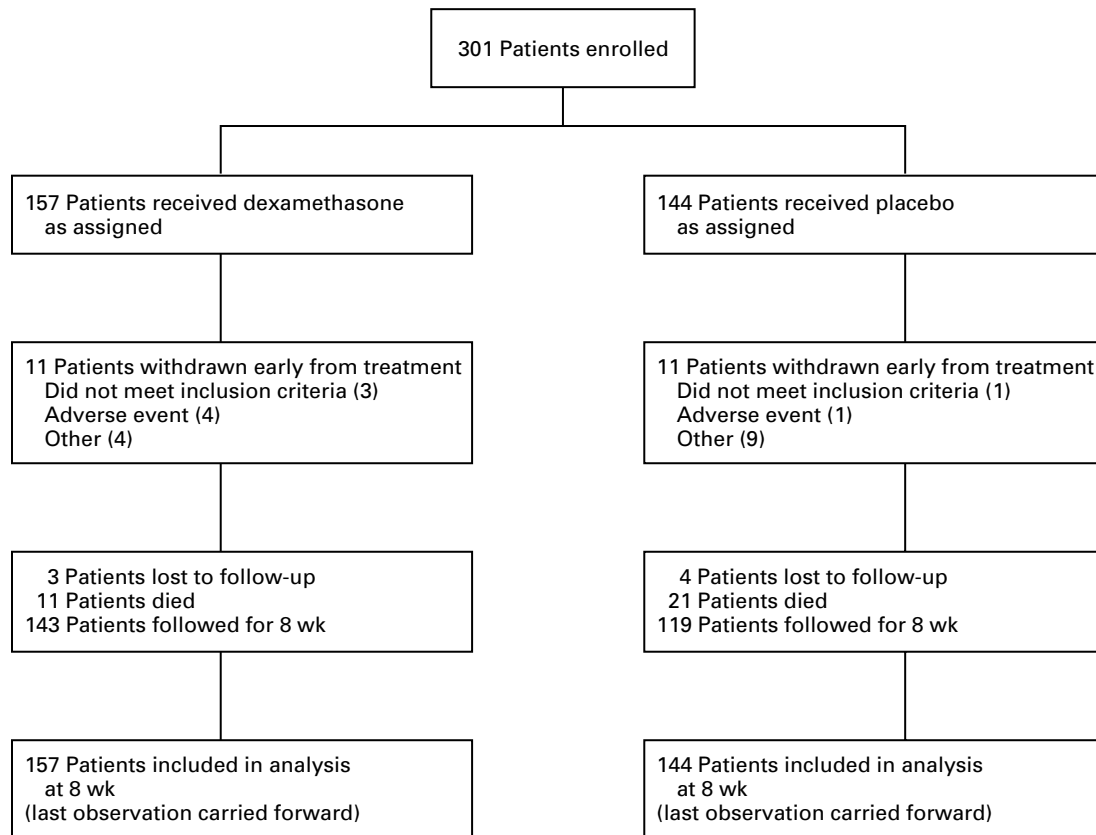 301 Patients enrolled
157 Patients received dexamethasone
as assigned
144 Patients received placebo
as assigned
11 Patients withdrawn early from treatment
Did not meet inclusion criteria (3)
Adverse event (4)
Other (4)
11 Patients withdrawn early from treatment
Did not meet inclusion criteria (1)
Adverse event (1)
Other (9)
3 Patients lost to follow-up
11 Patients died
143 Patients followed for 8 wk
4 Patients lost to follow-up
21 Patients died
119 Patients followed for 8 wk
157 Patients included in analysis
at 8 wk
(last observation carried forward)
144 Patients included in analysis
at 8 wk
(last observation carried forward)